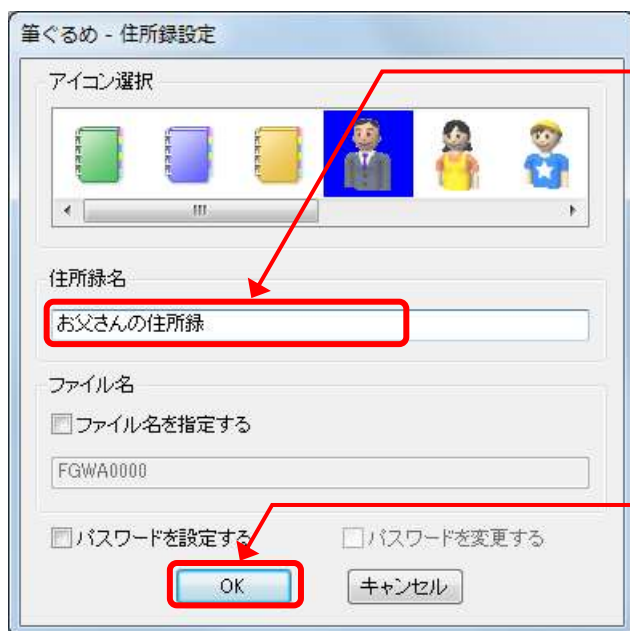 筆ぐるめ - 住所録設定
アイコン選択
住所録名
お父さんの住所録
ファイル名
ファイル名を指定する
FGWA0000
パスワードを設定する パスワードを変更する
OK キャンセル